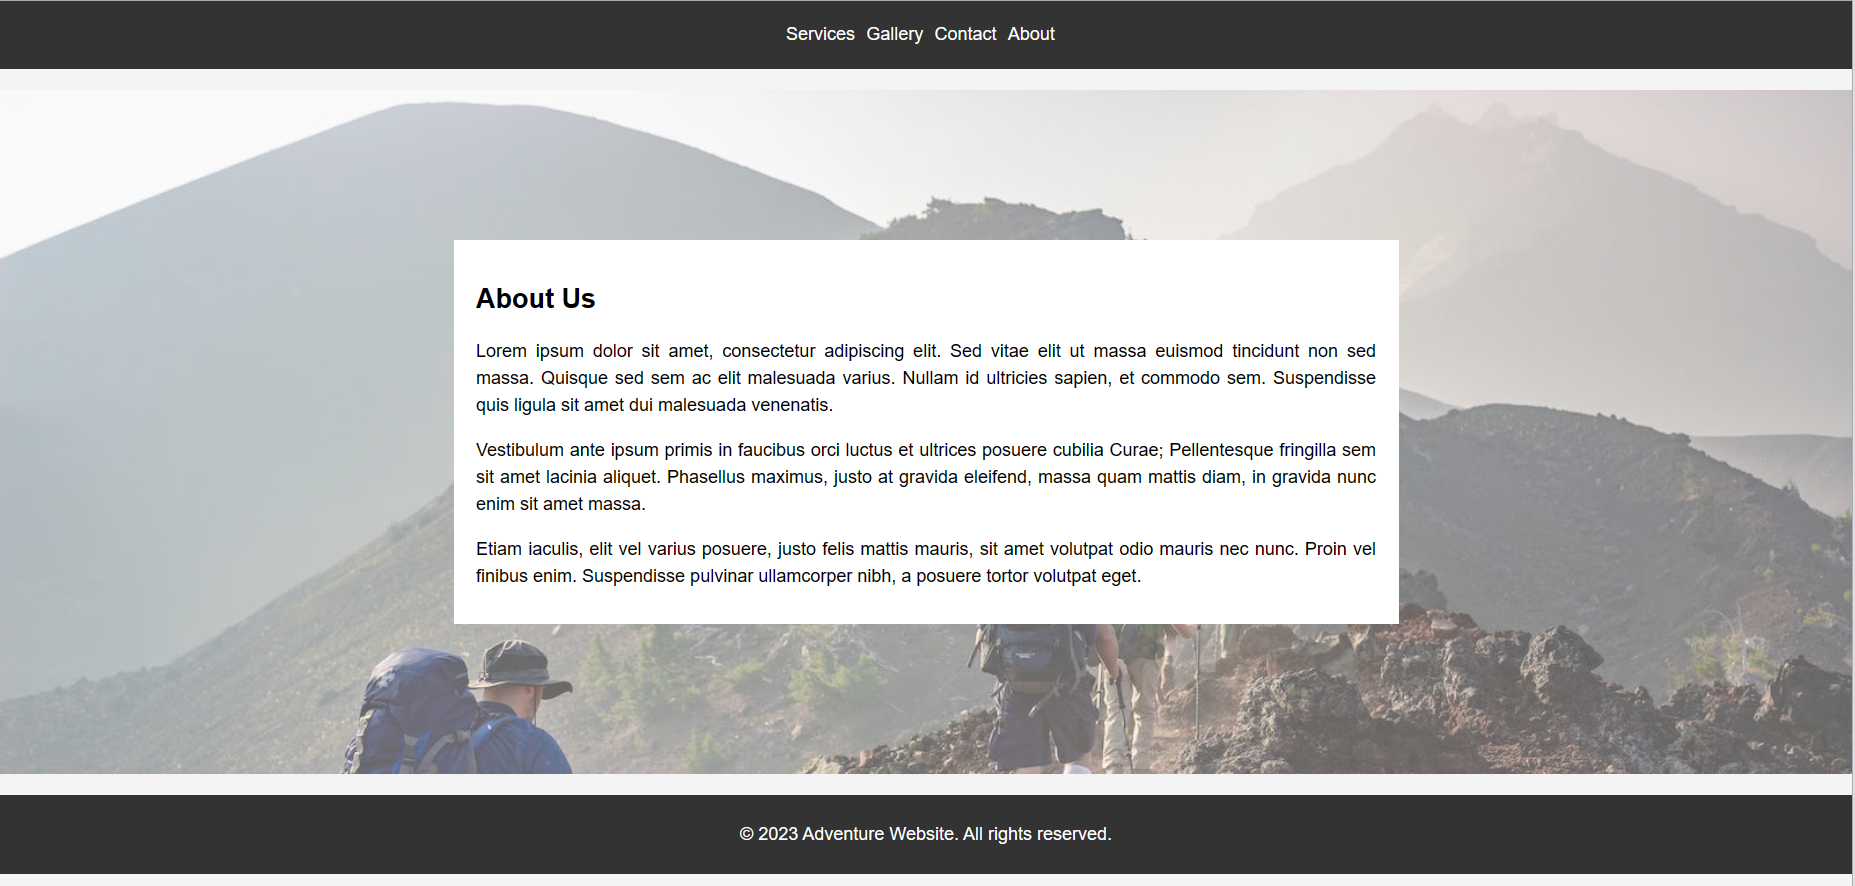 Services Gallery Contact About
About Us
Lorem ipsum dolor sit amet, consectetur adipiscing elit. Sed vitae elit ut massa euismod tincidunt non sed
massa. Quisque sed sem ac elit malesuada varius. Nullam id ultricies sapien, et commodo sem. Suspendisse
quis ligula sit amet dui malesuada venenatis.
Vestibulum ante ipsum primis in faucibus orci luctus et ultrices posuere cubilia Curae; Pellentesque fringilla sem
sit amet lacinia aliquet. Phasellus maximus, justo at gravida eleifend, massa quam mattis diam, in gravida nunc
enim sit amet massa.
Etiam iaculis, elit vel varius posuere, justo felis mattis mauris, sit amet volutpat odio mauris nec nunc. Proin vel
finibus enim. Suspendisse pulvinar ullamcorper nibh, a posuere tortor volutpat eget.
© 2023 Adventure Website. All rights reserved.